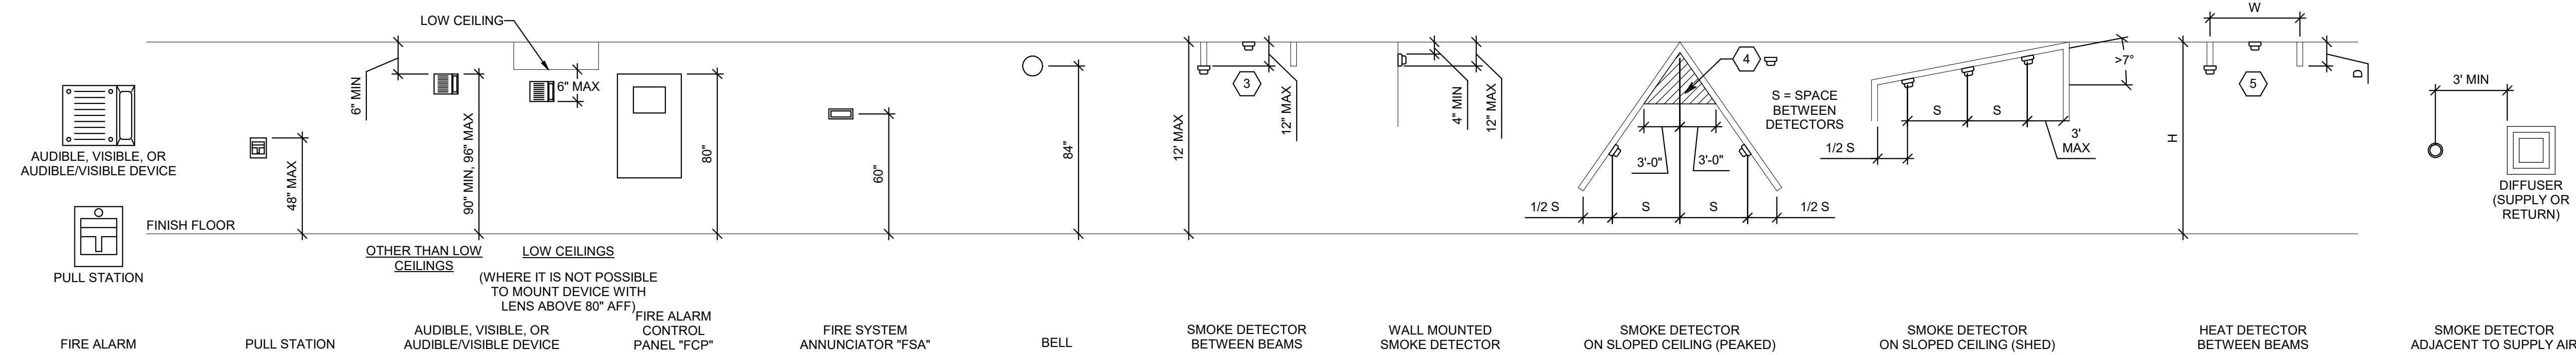 LOW CEILING
AUDIBLE, VISIBLE, OR
AUDIBLE/VISIBLE DEVICE
PULL STATION
FINISH FLOOR
48" MAX
6" MIN
90" MIN, 96" MAX
OTHER THAN LOW
CEILINGS
6" MAX
LOW CEILINGS
(WHERE IT IS NOT POSSIBLE
TO MOUNT DEVICE WITH
LENS ABOVE 80" AFF)
80"
60"
84"
12' MAX
3
12" MAX
4" MIN
12" MAX
4
3'-0"
3'-0"
1/2 S
S
S
1/2 S
S = SPACE
BETWEEN
DETECTORS
>7°
S
S
1/2 S
3'
MAX
H
W
5
D
3' MIN
DIFFUSER
(SUPPLY OR
RETURN)
FIRE ALARM
PULL STATION
AUDIBLE, VISIBLE, OR
AUDIBLE/VISIBLE DEVICE
FIRE ALARM
CONTROL
PANEL "FCP"
FIRE SYSTEM
ANNUNCIATOR "FSA"
BELL
SMOKE DETECTOR
BETWEEN BEAMS
WALL MOUNTED
SMOKE DETECTOR
SMOKE DETECTOR
ON SLOPED CEILING (PEAKED)
SMOKE DETECTOR
ON SLOPED CEILING (SHED)
HEAT DETECTOR
BETWEEN BEAMS
SMOKE DETECTOR
ADJACENT TO SUPPLY AIR